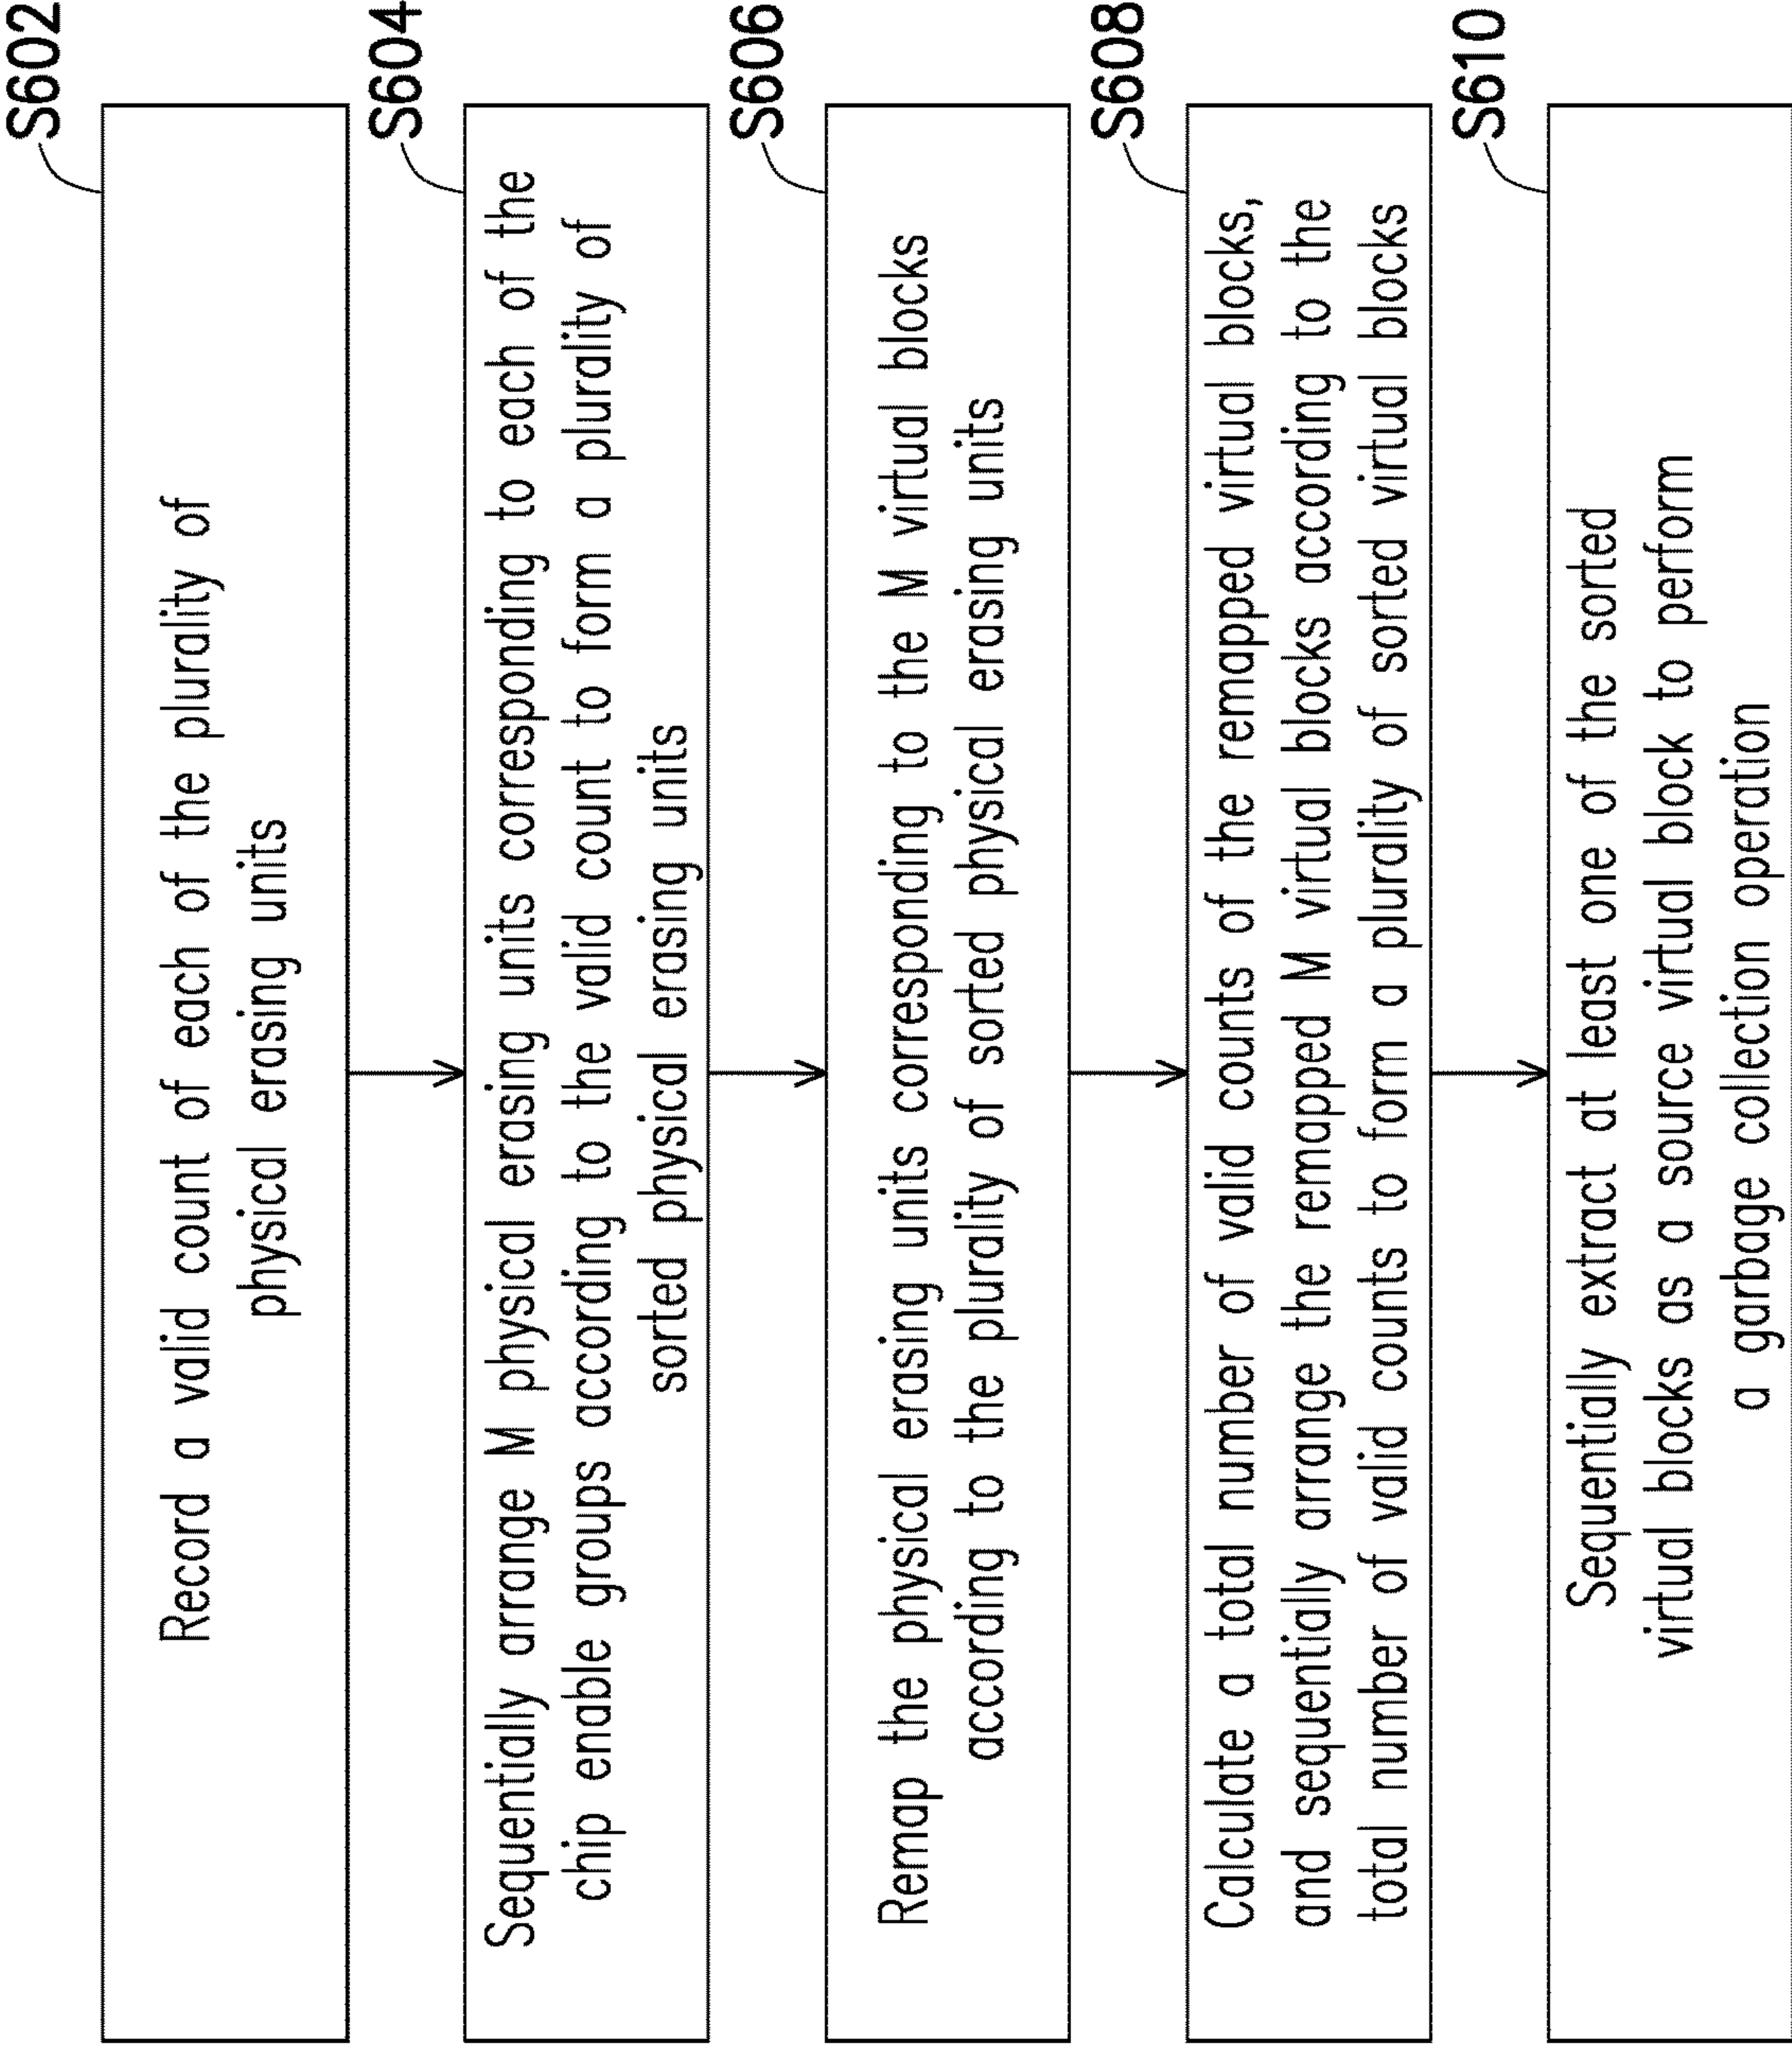 S602
Record a valid count of each of the plurality of
physical erasing units
S604
Sequentially arrange M physical erasing units corresponding to each of the
chip enable groups according to the valid count to form a plurality of
sorted physical erasing units
S606
Remap the physical erasing units corresponding to the M virtual blocks
according to the plurality of sorted physical erasing units
S608
Calculate a total number of valid counts of the remapped virtual blocks,
and sequentially arrange the remapped M virtual blocks according to the
total number of valid counts to form a plurality of sorted virtual blocks
S610
Sequentially extract at least one of the sorted
virtual blocks as a source virtual block to perform
a garbage collection operation